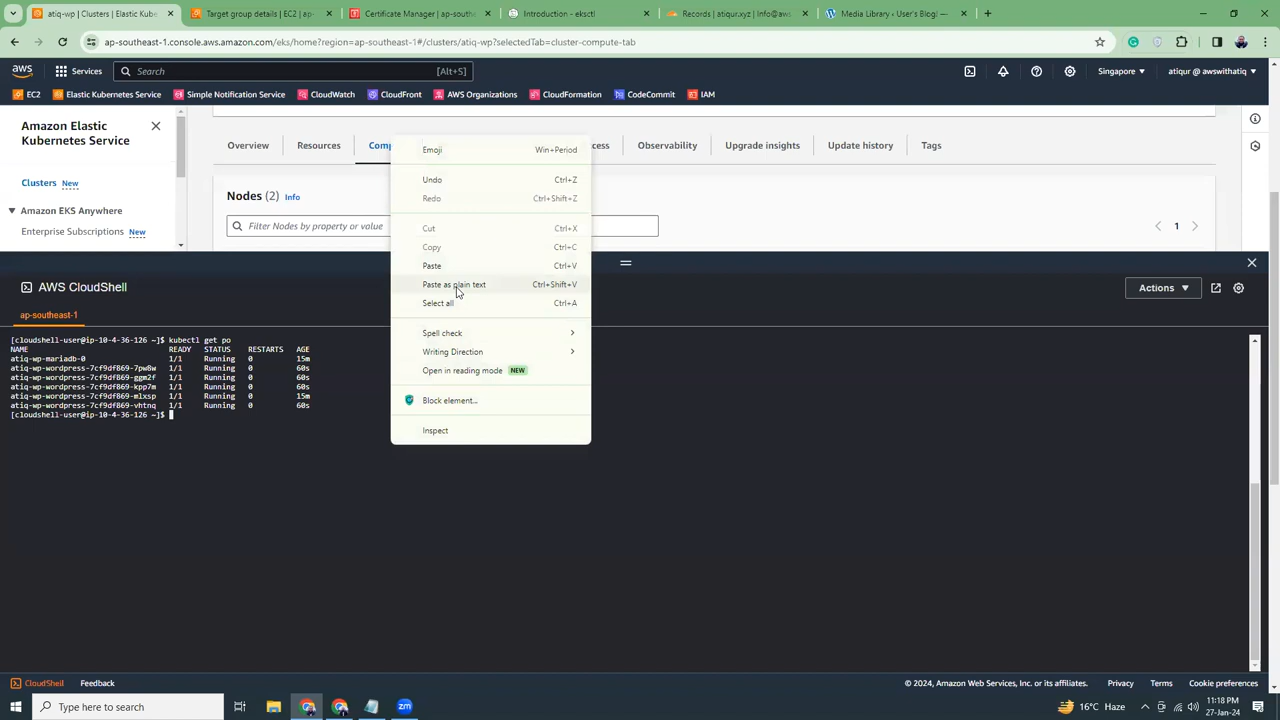 atiq-wp | Clusters | Elastic Kube
Target group details | EC2 | ap-
Certificate Manager | ap-southe
Introduction - eksctl
Records | atiqur.xyz | Info@aws
Media Library ‹ User's Blog! —
ap-southeast-1.console.aws.amazon.com/eks/home?region=ap-southeast-1#/clusters/atiq-wp?selectedTab=cluster-compute-tab
aws
Services
Search
[Alt+S]
Singapore
atiqur @ awswithatiq
EC2
Elastic Kubernetes Service
Simple Notification Service
CloudWatch
CloudFront
AWS Organizations
CloudFormation
CodeCommit
IAM
Amazon Elastic
Kubernetes Service
Clusters New
Amazon EKS Anywhere
Enterprise Subscriptions New
Overview
Resources
Comp
cess
Observability
Upgrade insights
Update history
Tags
Nodes (2) Info
Filter Nodes by property or value
1
Emoji Win+Period
Undo Ctrl+Z
Redo Ctrl+Shift+Z
Cut Ctrl+X
Copy Ctrl+C
Paste Ctrl+V
Paste as plain text Ctrl+Shift+V
Select all Ctrl+A
Spell check
Writing Direction
Open in reading mode NEW
Block element...
Inspect
AWS CloudShell
Actions
ap-southeast-1
[cloudshell-user@ip-10-4-36-126 ~]$ kubectl get po
NAME READY STATUS RESTARTS AGE
atiq-wp-mariadb-0 1/1 Running 0 15m
atiq-wp-wordpress-7cf9df869-7pw8w 1/1 Running 0 60s
atiq-wp-wordpress-7cf9df869-ggm2f 1/1 Running 0 60s
atiq-wp-wordpress-7cf9df869-kpp7m 1/1 Running 0 60s
atiq-wp-wordpress-7cf9df869-mlxsp 1/1 Running 0 15m
atiq-wp-wordpress-7cf9df869-vhtnq 1/1 Running 0 60s
[cloudshell-user@ip-10-4-36-126 ~]$
CloudShell
Feedback
© 2024, Amazon Web Services, Inc. or its affiliates.
Privacy
Terms
Cookie preferences
Type here to search
zm
16°C Haze
11:18 PM
27-Jan-24